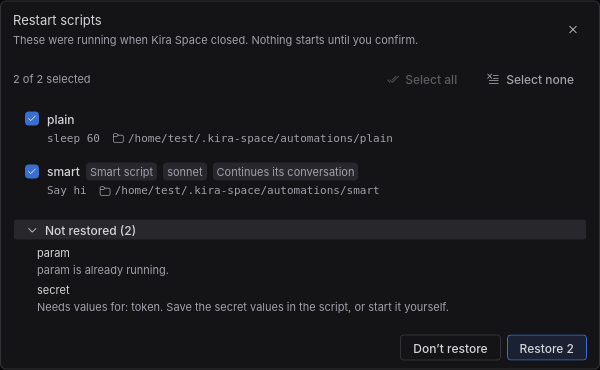 Restart scripts
These were running when Kira Space closed. Nothing starts until you confirm.
2 of 2 selected
Select all
Select none
plain
sleep 60 /home/test/.kira-space/automations/plain
smart Smart script sonnet Continues its conversation
Say hi /home/test/.kira-space/automations/smart
Not restored (2)
param
param is already running.
secret
Needs values for: token. Save the secret values in the script, or start it yourself.
Don't restore
Restore 2